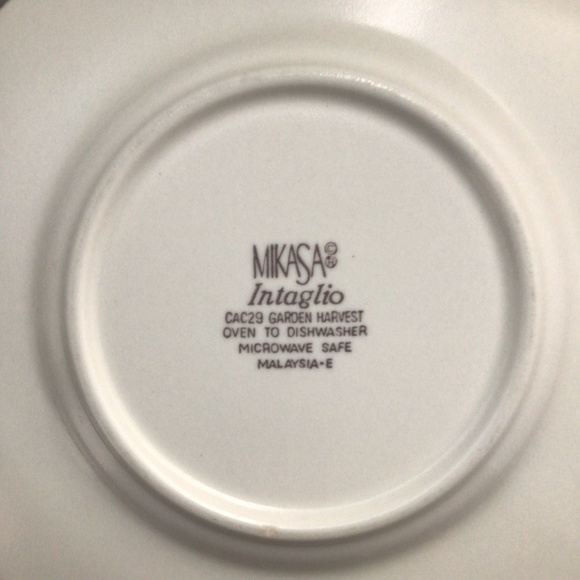 MIKASA©®
Intaglio
CAC29 GARDEN HARVEST
OVEN TO DISHWASHER
MICROWAVE SAFE
MALAYSIA-E